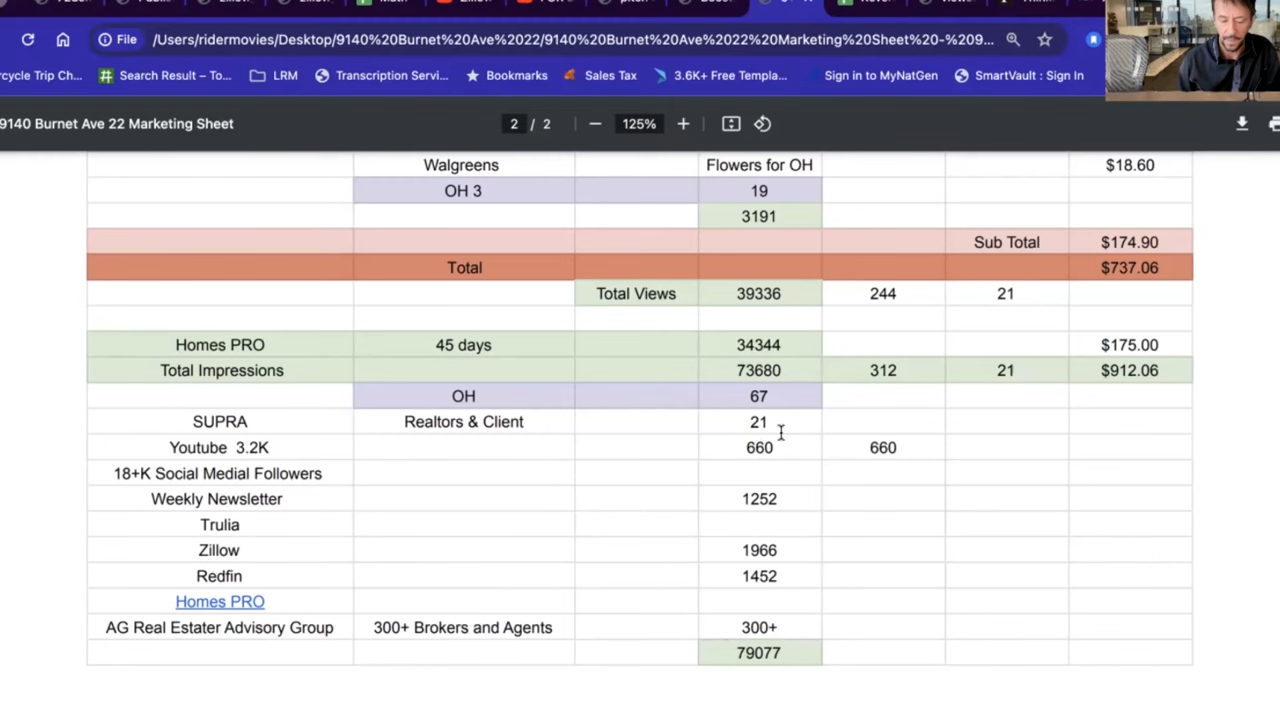 File /Users/ridermovies/Desktop/9140%20Burnet%20Ave%2022/9140%20Burnet%20Ave%2022%20Marketing%20Sheet%20-%209...
rcycle Trip Ch... Search Result – To... LRM Transcription Servi... Bookmarks Sales Tax 3.6K+ Free Templa... Sign in to MyNatGen SmartVault : Sign In
9140 Burnet Ave 22 Marketing Sheet 2 / 2 − 125% +
Walgreens Flowers for OH $18.60
OH 3 19
3191
Sub Total $174.90
Total $737.06
Total Views 39336 244 21
Homes PRO 45 days 34344 $175.00
Total Impressions 73680 312 21 $912.06
OH 67
SUPRA Realtors & Client 21
Youtube 3.2K 660 660
18+K Social Medial Followers
Weekly Newsletter 1252
Trulia
Zillow 1966
Redfin 1452
Homes PRO
AG Real Estater Advisory Group 300+ Brokers and Agents 300+
79077